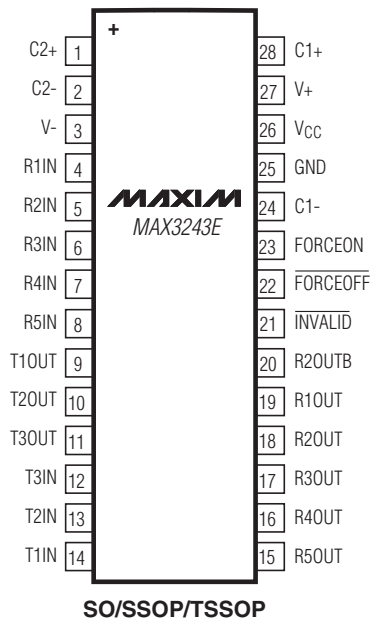 +
C2+ 1 28 C1+
C2- 2 27 V+
V- 3 26 VCC
R1IN 4 25 GND
R2IN 5 MAXIM 24 C1-
R3IN 6 MAX3243E 23 FORCEON
R4IN 7 22 FORCEOFF
R5IN 8 21 INVALID
T1OUT 9 20 R2OUTB
T2OUT 10 19 R1OUT
T3OUT 11 18 R2OUT
T3IN 12 17 R3OUT
T2IN 13 16 R4OUT
T1IN 14 15 R5OUT
SO/SSOP/TSSOP